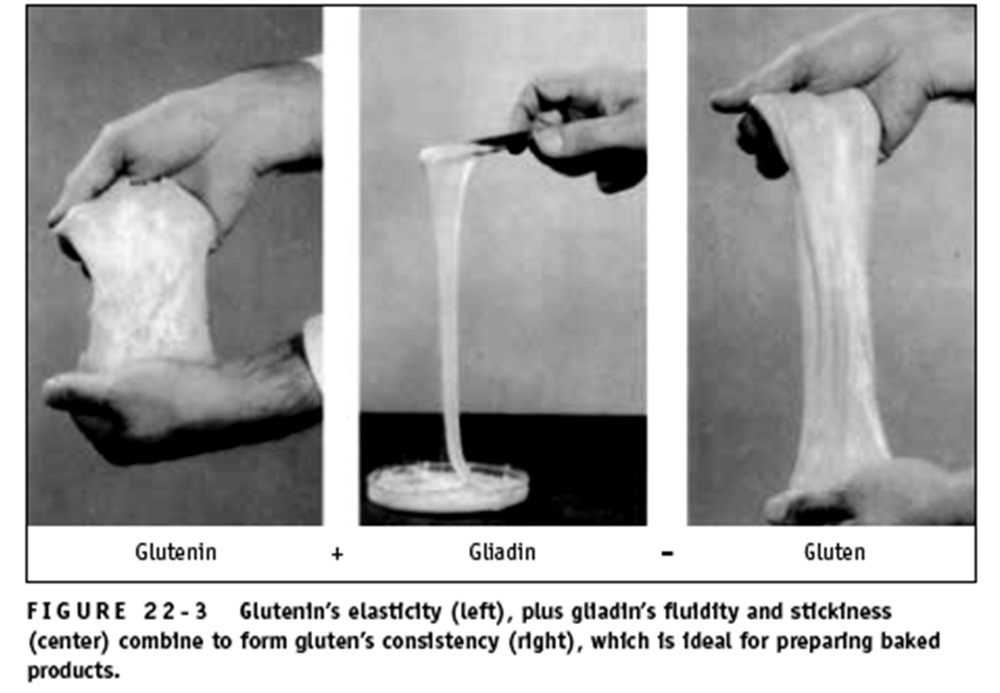 Glutenin + Gliadin – Gluten
FIGURE 22-3 Glutenin's elasticity (left), plus gliadin's fluidity and stickiness
(center) combine to form gluten's consistency (right), which is ideal for preparing baked
products.